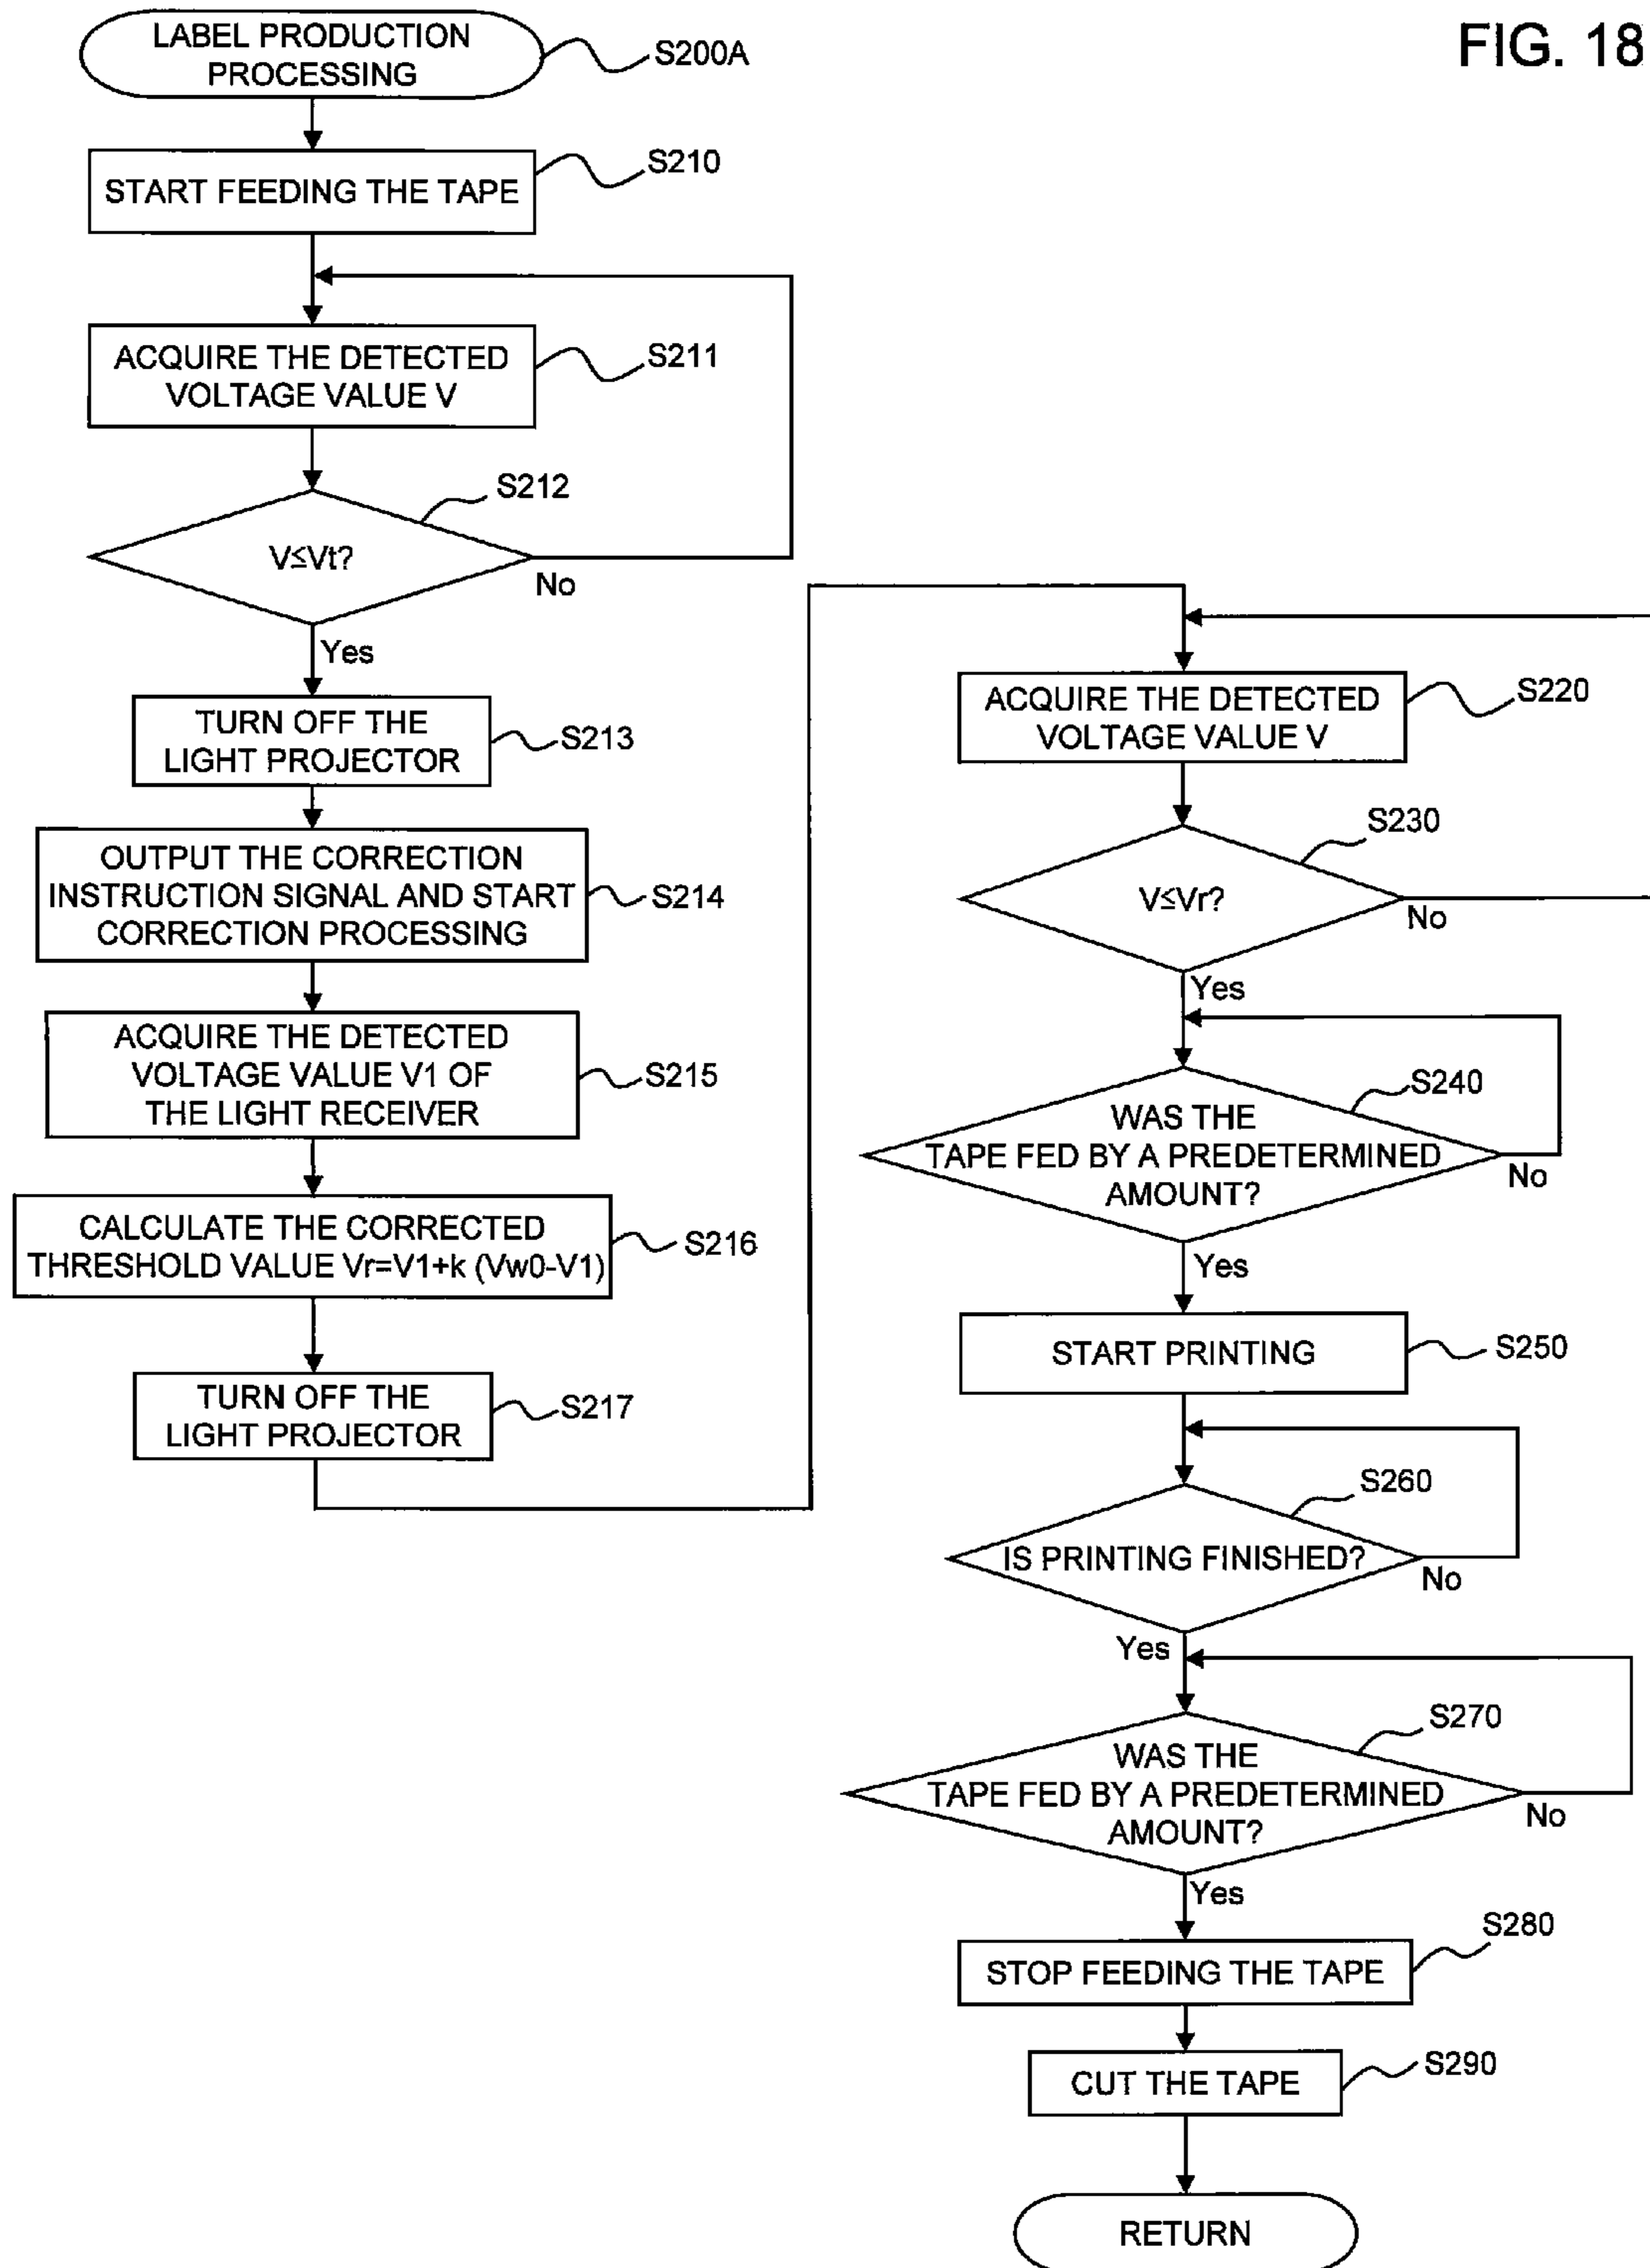 FIG. 18
LABEL PRODUCTION
PROCESSING
S200A
START FEEDING THE TAPE
S210
ACQUIRE THE DETECTED
VOLTAGE VALUE V
S211
V≤Vt?
S212
No
Yes
TURN OFF THE
LIGHT PROJECTOR
S213
OUTPUT THE CORRECTION
INSTRUCTION SIGNAL AND START
CORRECTION PROCESSING
S214
ACQUIRE THE DETECTED
VOLTAGE VALUE V1 OF
THE LIGHT RECEIVER
S215
CALCULATE THE CORRECTED
THRESHOLD VALUE Vr=V1+k (Vw0-V1)
S216
TURN OFF THE
LIGHT PROJECTOR
S217
ACQUIRE THE DETECTED
VOLTAGE VALUE V
S220
V≤Vr?
S230
No
Yes
WAS THE
TAPE FED BY A PREDETERMINED
AMOUNT?
S240
No
Yes
START PRINTING
S250
IS PRINTING FINISHED?
S260
No
Yes
WAS THE
TAPE FED BY A PREDETERMINED
AMOUNT?
S270
No
Yes
STOP FEEDING THE TAPE
S280
CUT THE TAPE
S290
RETURN